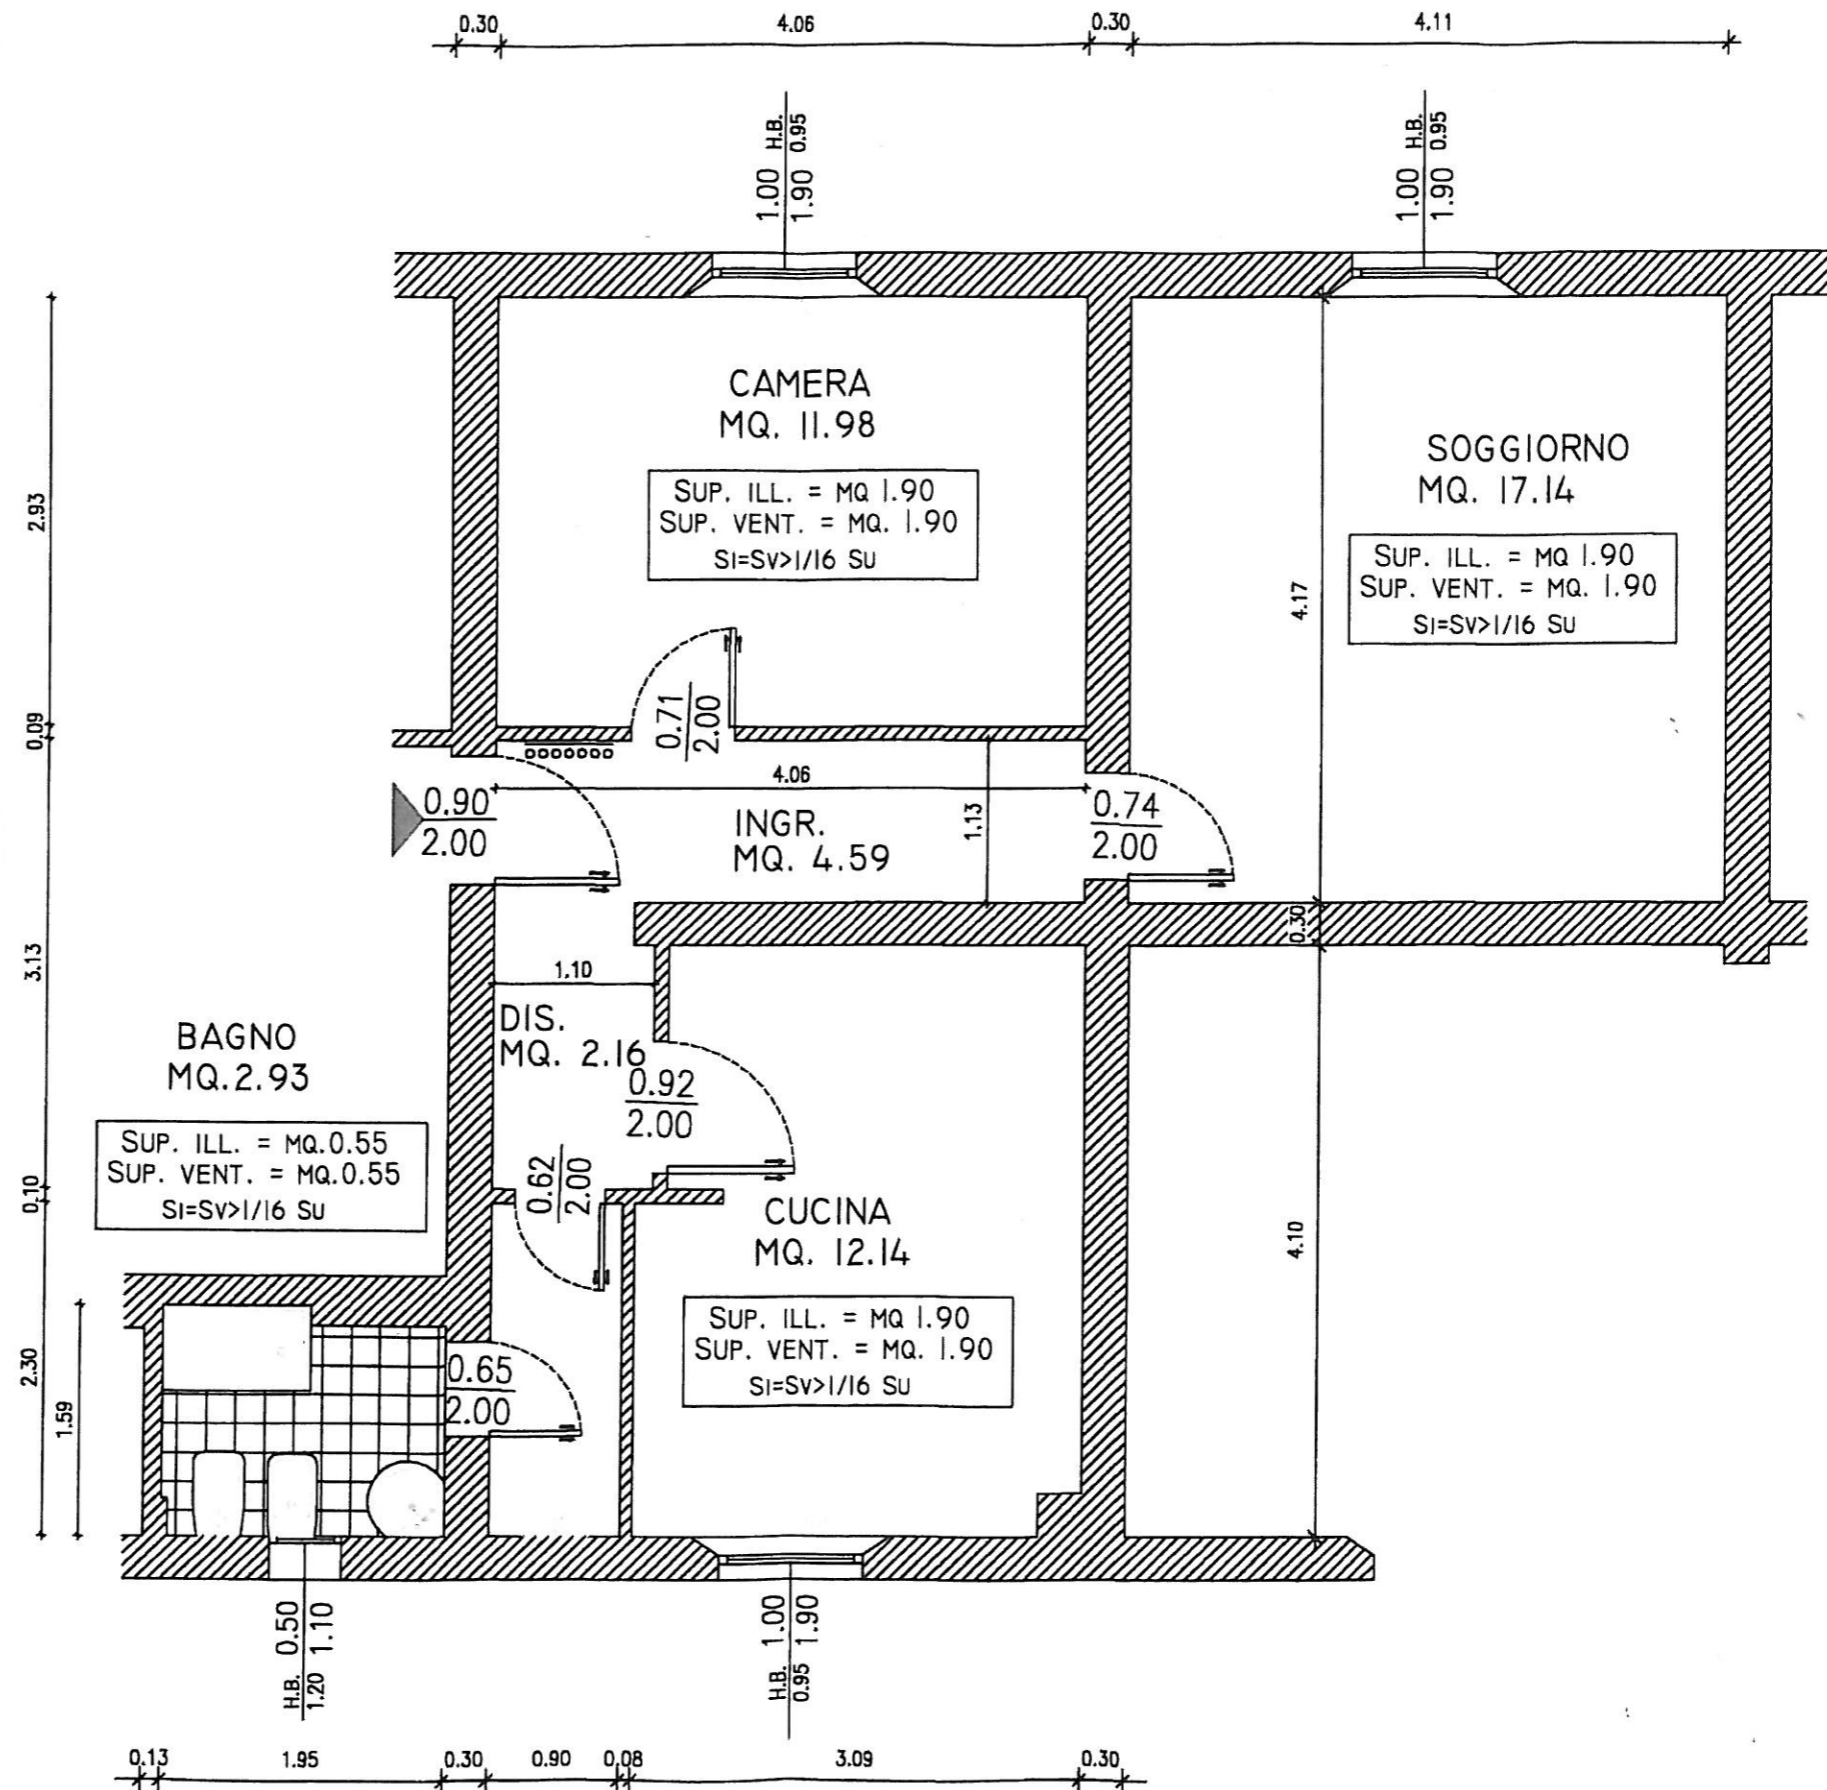 0.30 4.06 0.30 4.11
1.00 H.B.
1.90 0.95
1.00 H.B.
1.90 0.95
CAMERA
MQ. 11.98
SUP. ILL. = MQ 1.90
SUP. VENT. = MQ. 1.90
SI=SV>1/16 SU
SOGGIORNO
MQ. 17.14
SUP. ILL. = MQ 1.90
SUP. VENT. = MQ. 1.90
SI=SV>1/16 SU
2.93
4.17
0.09
0.71
2.00
4.06
0.90
2.00
INGR.
MQ. 4.59
1.13
0.74
2.00
0.30
3.13
1.10
DIS.
MQ. 2.16
BAGNO
MQ.2.93
SUP. ILL. = MQ.0.55
SUP. VENT. = MQ.0.55
SI=SV>1/16 SU
0.92
2.00
0.62
2.00
0.10
CUCINA
MQ. 12.14
SUP. ILL. = MQ 1.90
SUP. VENT. = MQ. 1.90
SI=SV>1/16 SU
4.10
2.30
1.59
0.65
2.00
H.B. 0.50
1.20 1.10
H.B. 1.00
0.95 1.90
0.13 1.95 0.30 0.90 0.08 3.09 0.30